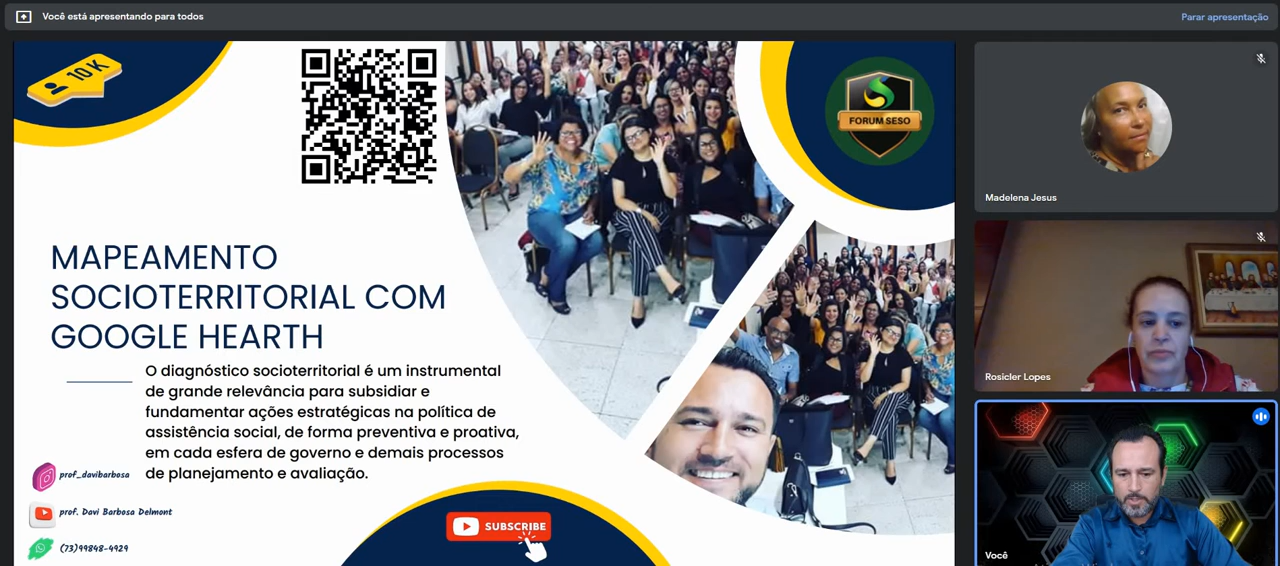 Você está apresentando para todos
Parar apresentação
10 K
FORUM SESO
MAPEAMENTO
SOCIOTERRITORIAL COM
GOOGLE HEARTH
O diagnóstico socioterritorial é um instrumental
de grande relevância para subsidiar e
fundamentar ações estratégicas na política de
assistência social, de forma preventiva e proativa,
em cada esfera de governo e demais processos
de planejamento e avaliação.
prof_davibarbosa
prof. Davi Barbosa Delmont
(73)99848-4929
SUBSCRIBE
Madelena Jesus
Rosicler Lopes
Você